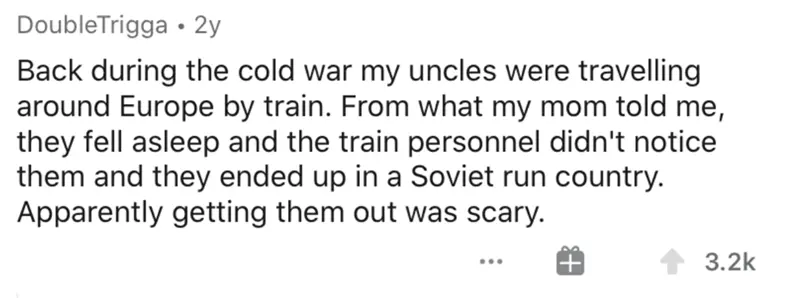 DoubleTrigga • 2y
Back during the cold war my uncles were travelling
around Europe by train. From what my mom told me,
they fell asleep and the train personnel didn't notice
them and they ended up in a Soviet run country.
Apparently getting them out was scary.
3.2k